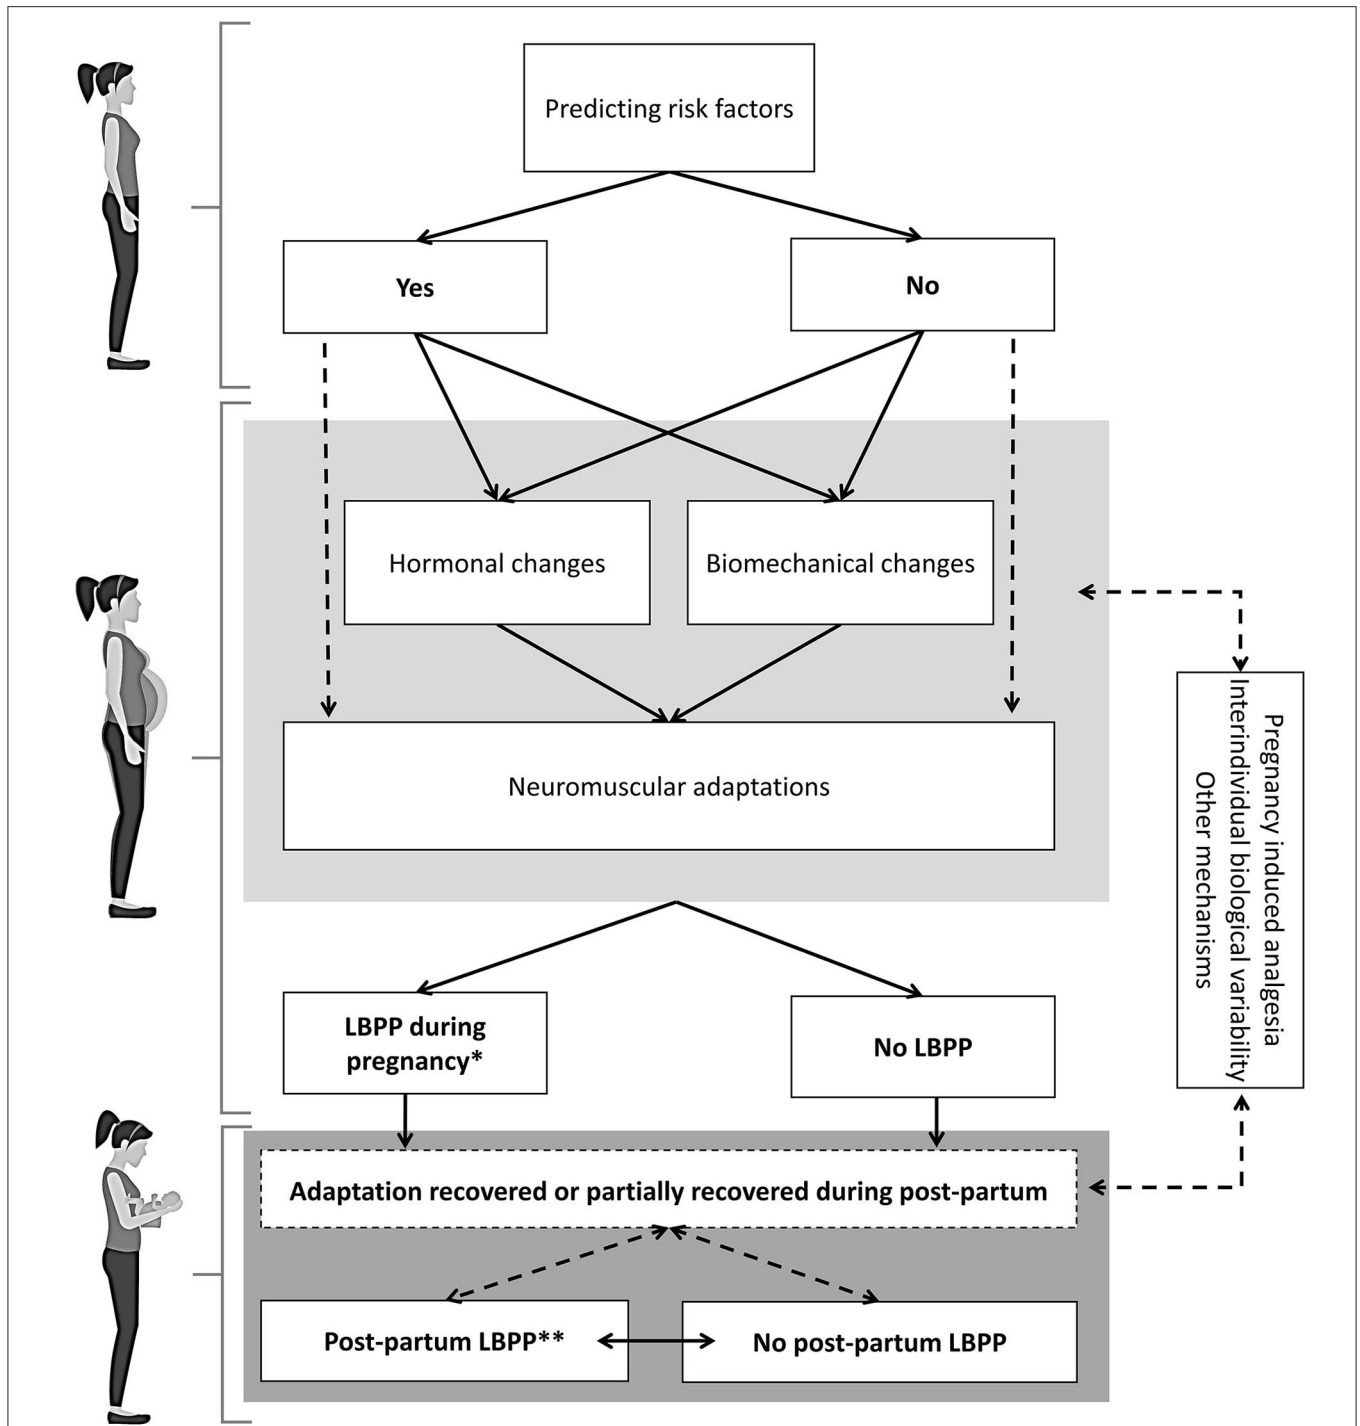 Predicting risk factors
Yes
No
Hormonal changes
Biomechanical changes
Neuromuscular adaptations
Pregnancy induced analgesia
Interindividual biological variability
Other mechanisms
LBPP during
pregnancy*
No LBPP
Adaptation recovered or partially recovered during post-partum
Post-partum LBPP**
No post-partum LBPP